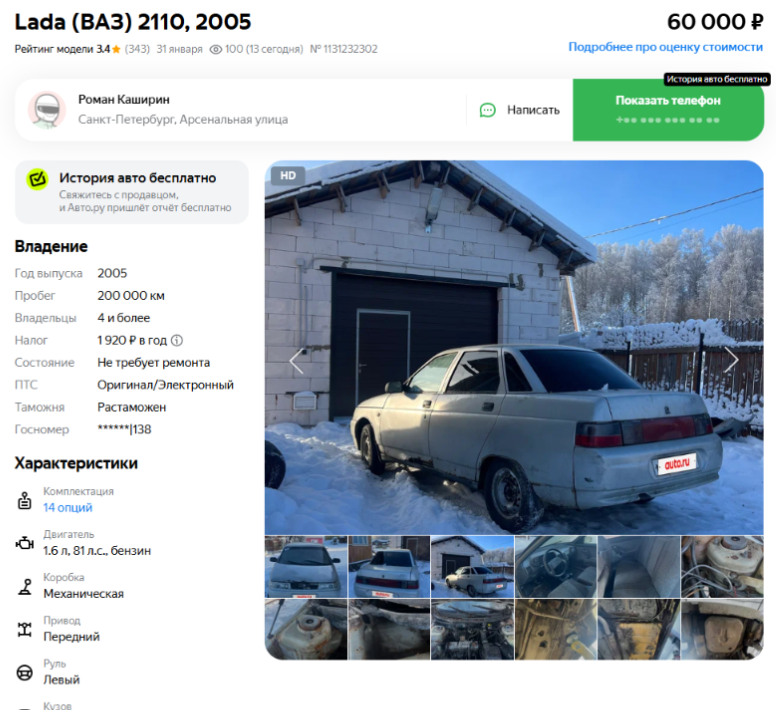 Lada (ВАЗ) 2110, 2005
60 000 ₽
Рейтинг модели 3.4 ★ (343) 31 января 100 (13 сегодня) № 1131232302
Подробнее про оценку стоимости
История авто бесплатно
Роман Каширин
Санкт-Петербург, Арсенальная улица
Написать
Показать телефон
+•• ••• ••• •• ••
История авто бесплатно
Свяжитесь с продавцом,
и Авто.ру пришлёт отчёт бесплатно
HD
Владение
Год выпуска 2005
Пробег 200 000 км
Владельцы 4 и более
Налог 1 920 ₽ в год
Состояние Не требует ремонта
ПТС Оригинал/Электронный
Таможня Растаможен
Госномер ******|138
auto.ru
Характеристики
Комплектация
14 опций
Двигатель
1.6 л, 81 л.с., бензин
Коробка
Механическая
Привод
Передний
Руль
Левый
Кузов